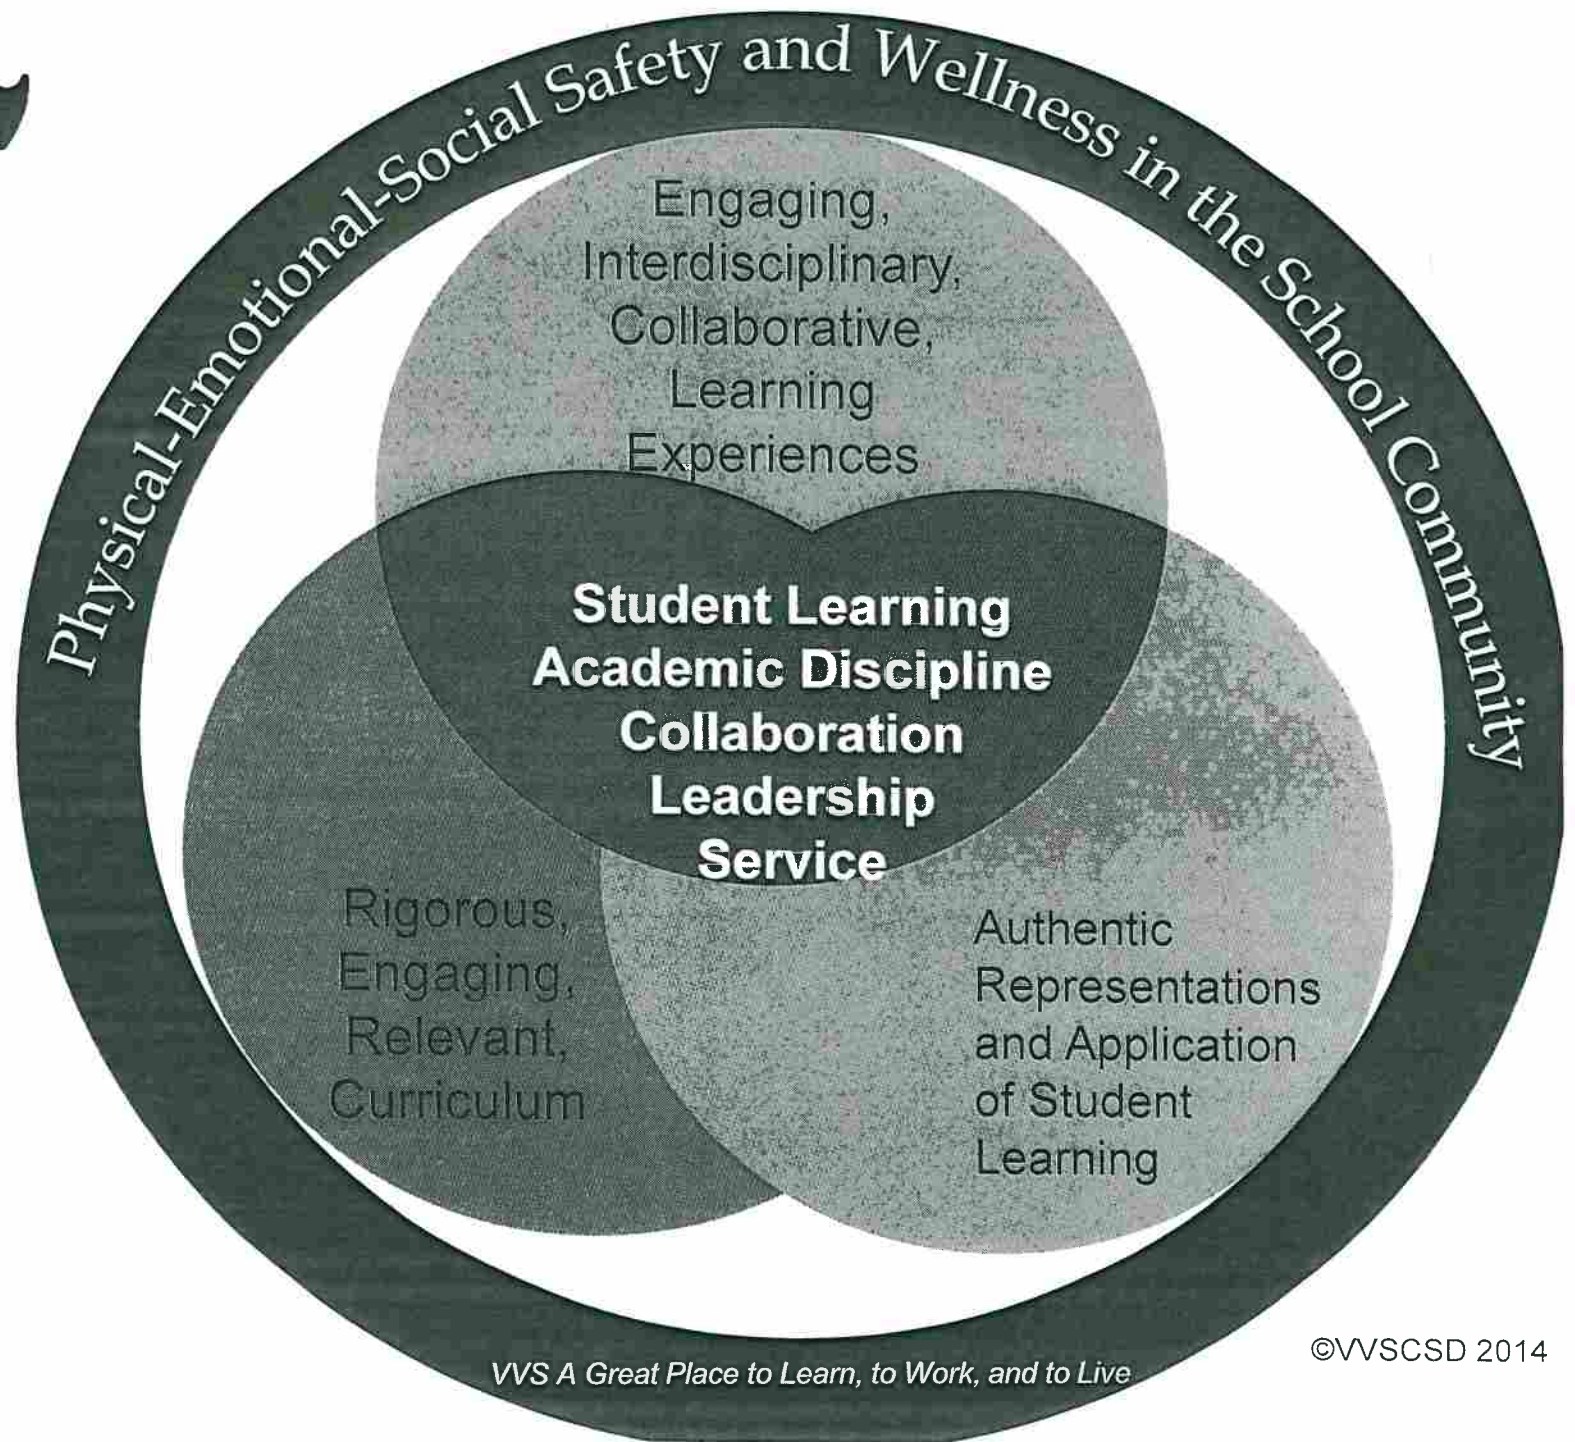 Physical-Emotional-Social Safety and Wellness in the School Community
Engaging,
Interdisciplinary,
Collaborative,
Learning
Experiences
Student Learning
Academic Discipline
Collaboration
Leadership
Service
Rigorous,
Engaging,
Relevant,
Curriculum
Authentic
Representations
and Application
of Student
Learning
VVS A Great Place to Learn, to Work, and to Live
©VVSCSD 2014